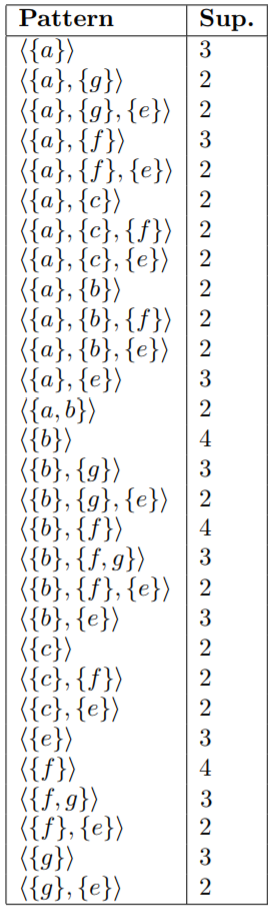 Pattern Sup.
⟨{a}⟩ 3
⟨{a}, {g}⟩ 2
⟨{a}, {g}, {e}⟩ 2
⟨{a}, {f}⟩ 3
⟨{a}, {f}, {e}⟩ 2
⟨{a}, {c}⟩ 2
⟨{a}, {c}, {f}⟩ 2
⟨{a}, {c}, {e}⟩ 2
⟨{a}, {b}⟩ 2
⟨{a}, {b}, {f}⟩ 2
⟨{a}, {b}, {e}⟩ 2
⟨{a}, {e}⟩ 3
⟨{a, b}⟩ 2
⟨{b}⟩ 4
⟨{b}, {g}⟩ 3
⟨{b}, {g}, {e}⟩ 2
⟨{b}, {f}⟩ 4
⟨{b}, {f, g}⟩ 3
⟨{b}, {f}, {e}⟩ 2
⟨{b}, {e}⟩ 3
⟨{c}⟩ 2
⟨{c}, {f}⟩ 2
⟨{c}, {e}⟩ 2
⟨{e}⟩ 3
⟨{f}⟩ 4
⟨{f, g}⟩ 3
⟨{f}, {e}⟩ 2
⟨{g}⟩ 3
⟨{g}, {e}⟩ 2